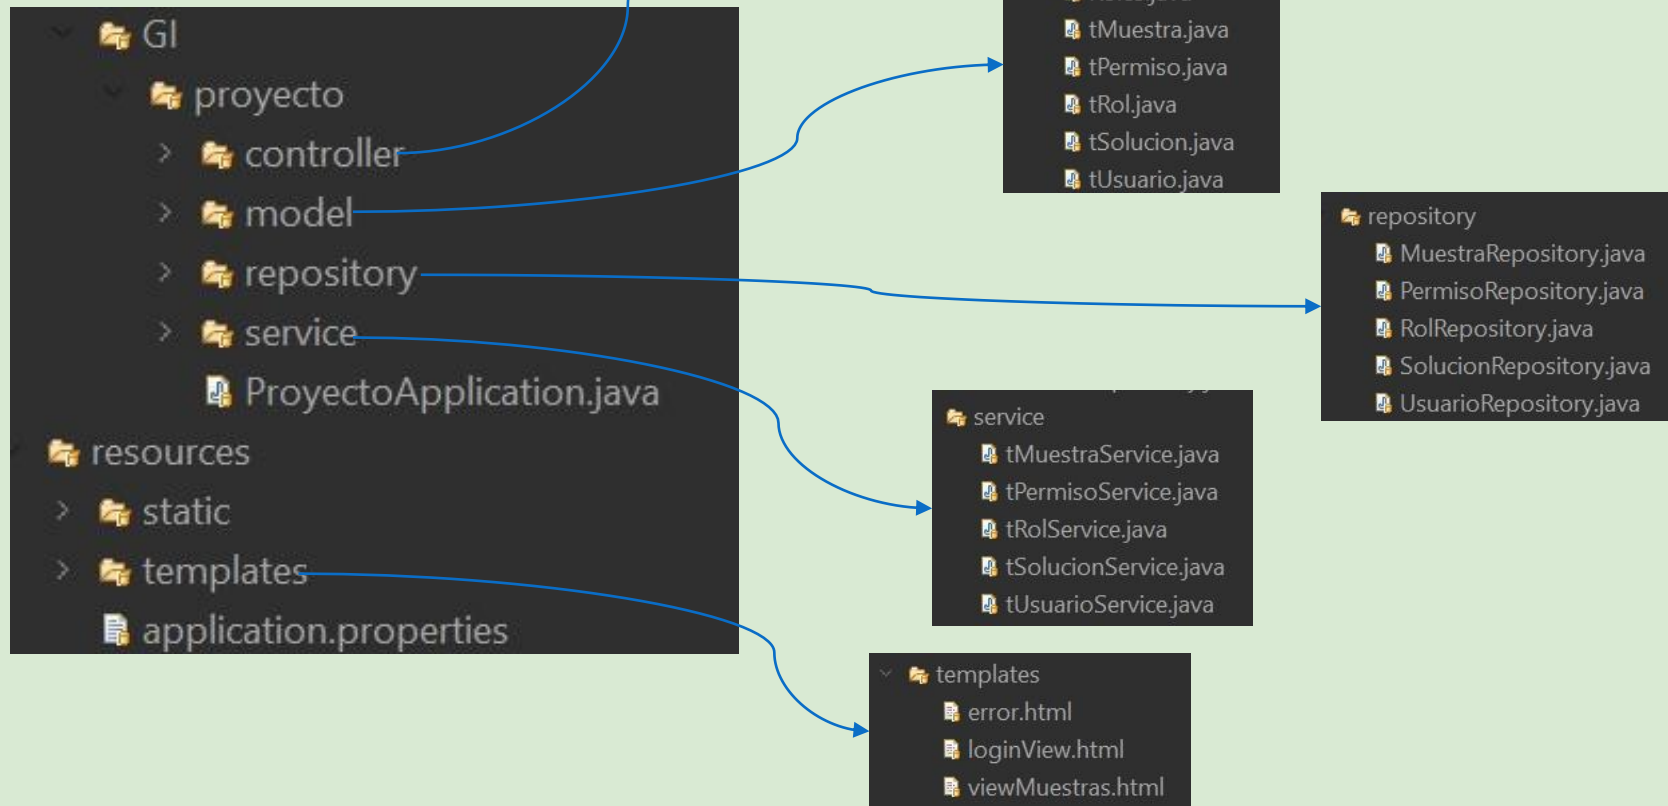 GI
proyecto
controller
model
repository
service
ProyectoApplication.java
resources
static
templates
application.properties
tMuestra.java
tPermiso.java
tRol.java
tSolucion.java
tUsuario.java
repository
MuestraRepository.java
PermisoRepository.java
RolRepository.java
SolucionRepository.java
UsuarioRepository.java
service
tMuestraService.java
tPermisoService.java
tRolService.java
tSolucionService.java
tUsuarioService.java
templates
error.html
loginView.html
viewMuestras.html